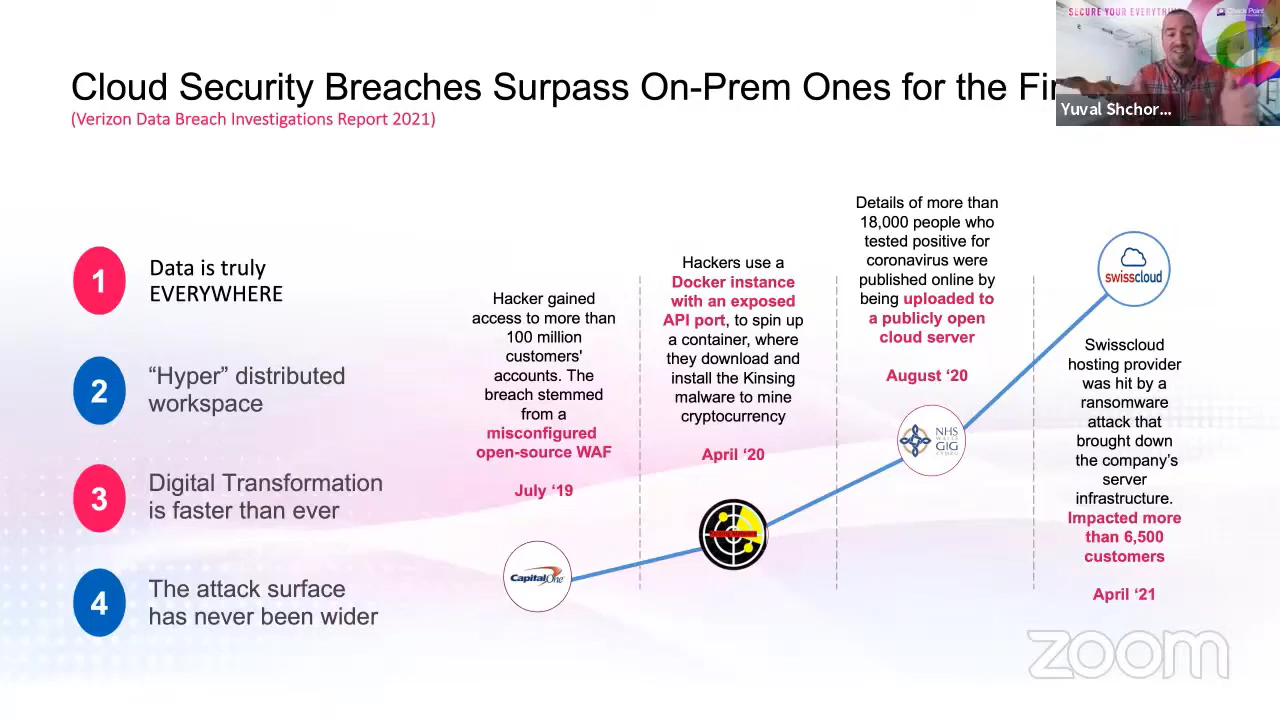 SECURE YOUR EVERYTHIN
Check Point
Yuval Shchor...
Cloud Security Breaches Surpass On-Prem Ones for the Fir
(Verizon Data Breach Investigations Report 2021)
1
Data is truly
EVERYWHERE
2
“Hyper” distributed
workspace
3
Digital Transformation
is faster than ever
4
The attack surface
has never been wider
Hacker gained
access to more than
100 million
customers'
accounts. The
breach stemmed
from a
misconfigured
open-source WAF
July ‘19
Capital One
Hackers use a
Docker instance
with an exposed
API port, to spin up
a container, where
they download and
install the Kinsing
malware to mine
cryptocurrency
April ‘20
Details of more than
18,000 people who
tested positive for
coronavirus were
published online by
being uploaded to
a publicly open
cloud server
August ‘20
NHS
WALES
GIG
CYMRU
swisscloud
Swisscloud
hosting provider
was hit by a
ransomware
attack that
brought down
the company’s
server
infrastructure.
Impacted more
than 6,500
customers
April ‘21
zoom